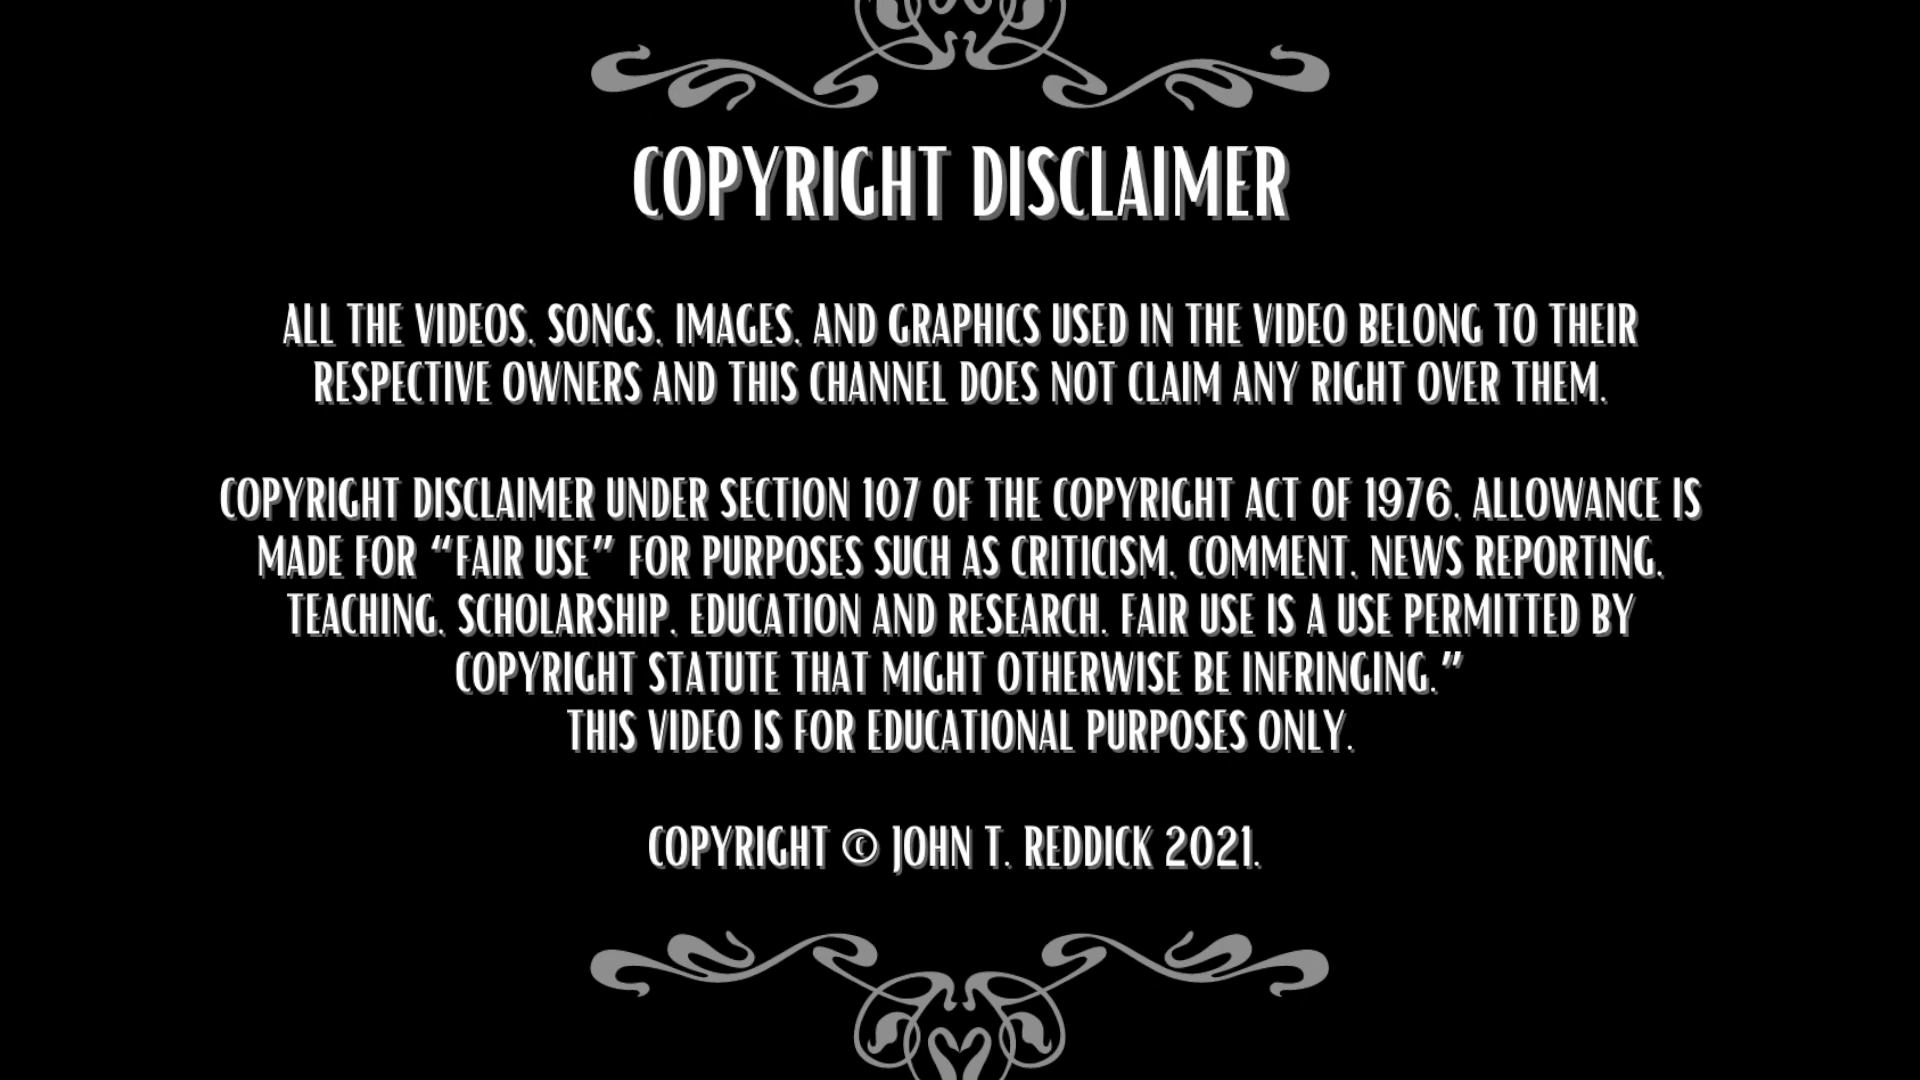 COPYRIGHT DISCLAIMER
ALL THE VIDEOS, SONGS, IMAGES, AND GRAPHICS USED IN THE VIDEO BELONG TO THEIR
RESPECTIVE OWNERS AND THIS CHANNEL DOES NOT CLAIM ANY RIGHT OVER THEM.
COPYRIGHT DISCLAIMER UNDER SECTION 107 OF THE COPYRIGHT ACT OF 1976, ALLOWANCE IS
MADE FOR “FAIR USE” FOR PURPOSES SUCH AS CRITICISM, COMMENT, NEWS REPORTING,
TEACHING, SCHOLARSHIP, EDUCATION AND RESEARCH. FAIR USE IS A USE PERMITTED BY
COPYRIGHT STATUTE THAT MIGHT OTHERWISE BE INFRINGING.”
THIS VIDEO IS FOR EDUCATIONAL PURPOSES ONLY.
COPYRIGHT © JOHN T. REDDICK 2021.